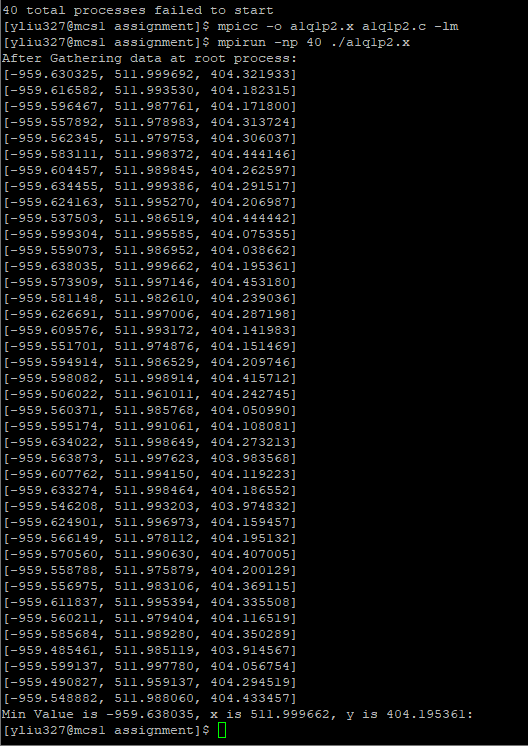 40 total processes failed to start
[yliu327@mcs1 assignment]$ mpicc -o a1q1p2.x a1q1p2.c -lm
[yliu327@mcs1 assignment]$ mpirun -np 40 ./a1q1p2.x
After Gathering data at root process:
[-959.630325, 511.999692, 404.321933]
[-959.616582, 511.993530, 404.182315]
[-959.596467, 511.987761, 404.171800]
[-959.557892, 511.978983, 404.313724]
[-959.562345, 511.979753, 404.306037]
[-959.583111, 511.998372, 404.444146]
[-959.604457, 511.989845, 404.262597]
[-959.634455, 511.999386, 404.291517]
[-959.624163, 511.995270, 404.206987]
[-959.537503, 511.986519, 404.444442]
[-959.599304, 511.995585, 404.075355]
[-959.559073, 511.986952, 404.038662]
[-959.638035, 511.999662, 404.195361]
[-959.573909, 511.997146, 404.453180]
[-959.581148, 511.982610, 404.239036]
[-959.626691, 511.997006, 404.287198]
[-959.609576, 511.993172, 404.141983]
[-959.551701, 511.974876, 404.151469]
[-959.594914, 511.986529, 404.209746]
[-959.598082, 511.998914, 404.415712]
[-959.506022, 511.961011, 404.242745]
[-959.560371, 511.985768, 404.050990]
[-959.595174, 511.991061, 404.108081]
[-959.634022, 511.998649, 404.273213]
[-959.563873, 511.997623, 403.983568]
[-959.607762, 511.994150, 404.119223]
[-959.633274, 511.998464, 404.186552]
[-959.546208, 511.993203, 403.974832]
[-959.624901, 511.996973, 404.159457]
[-959.566149, 511.978112, 404.195132]
[-959.570560, 511.990630, 404.407005]
[-959.558788, 511.975879, 404.200129]
[-959.556975, 511.983106, 404.369115]
[-959.611837, 511.995394, 404.335508]
[-959.560211, 511.979404, 404.116519]
[-959.585684, 511.989280, 404.350289]
[-959.485461, 511.985119, 403.914567]
[-959.599137, 511.997780, 404.056754]
[-959.490827, 511.959137, 404.294519]
[-959.548882, 511.988060, 404.433457]
Min Value is -959.638035, x is 511.999662, y is 404.195361:
[yliu327@mcs1 assignment]$